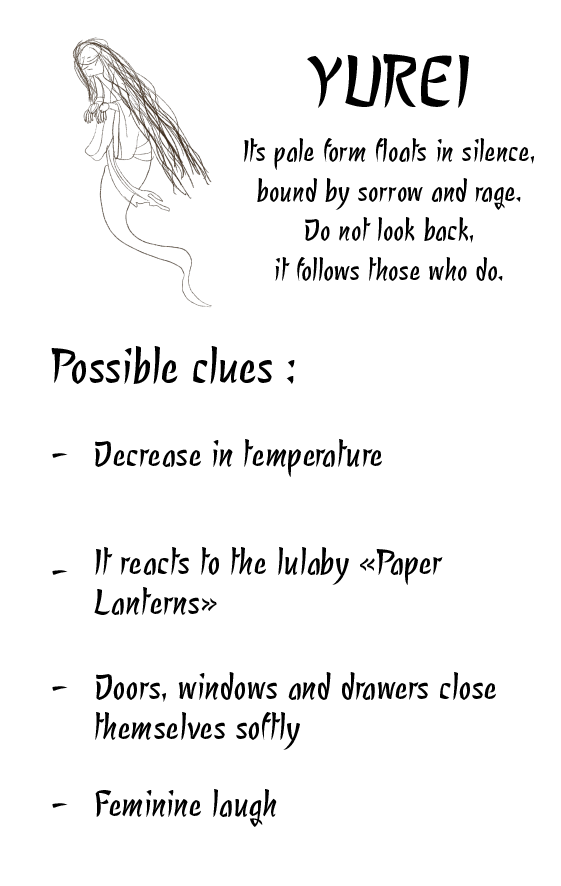 YUREI
Its pale form floats in silence,
bound by sorrow and rage.
Do not look back,
it follows those who do.
Possible clues :
- Decrease in temperature
- It reacts to the lulaby «Paper
Lanterns»
- Doors, windows and drawers close
themselves softly
- Feminine laugh